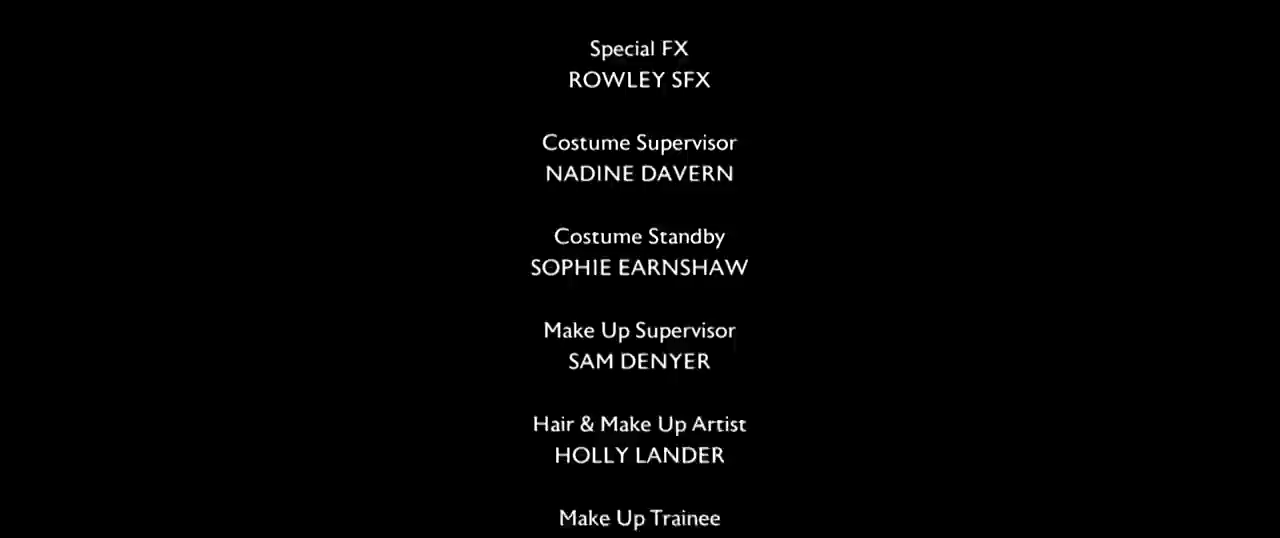 Special FX
ROWLEY SFX
Costume Supervisor
NADINE DAVERN
Costume Standby
SOPHIE EARNSHAW
Make Up Supervisor
SAM DENYER
Hair & Make Up Artist
HOLLY LANDER
Make Up Trainee